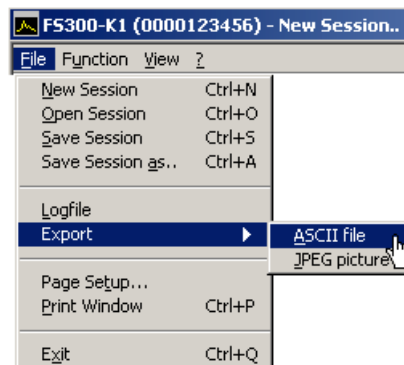 FS300-K1 (0000123456) - New Session..
File Function View ?
New Session Ctrl+N
Open Session Ctrl+O
Save Session Ctrl+S
Save Session as.. Ctrl+A
Logfile
Export
ASCII file
JPEG picture
Page Setup...
Print Window Ctrl+P
Exit Ctrl+Q